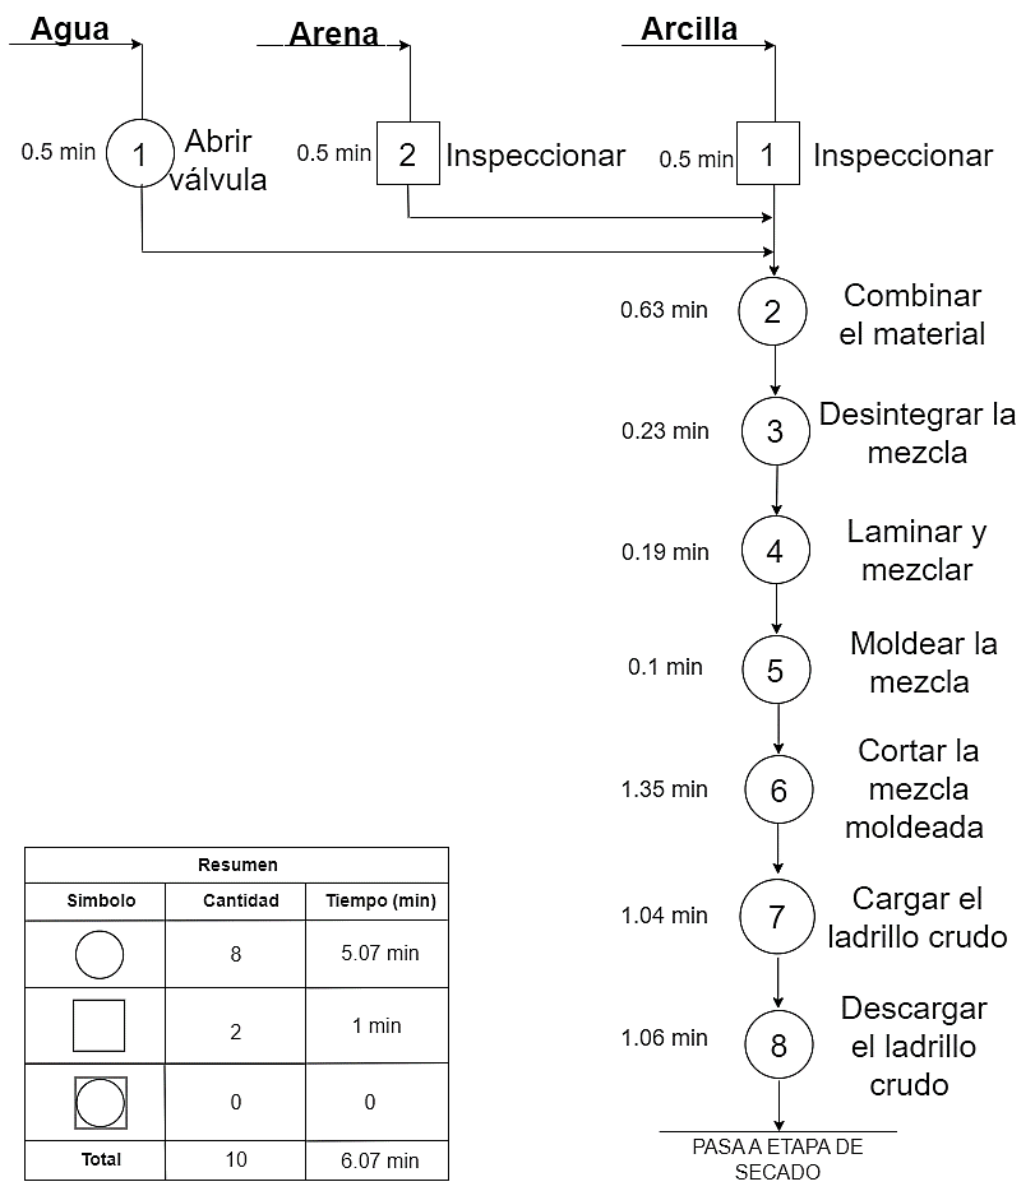 Agua
Arena
Arcilla
0.5 min
1
Abrir
válvula
0.5 min
2
Inspeccionar
0.5 min
1
Inspeccionar
0.63 min
2
Combinar
el material
0.23 min
3
Desintegrar la
mezcla
0.19 min
4
Laminar y
mezclar
0.1 min
5
Moldear la
mezcla
1.35 min
6
Cortar la
mezcla
moldeada
1.04 min
7
Cargar el
ladrillo crudo
1.06 min
8
Descargar
el ladrillo
crudo
PASA A ETAPA DE
SECADO
Resumen
Simbolo Cantidad Tiempo (min)
8 5.07 min
2 1 min
0 0
Total 10 6.07 min